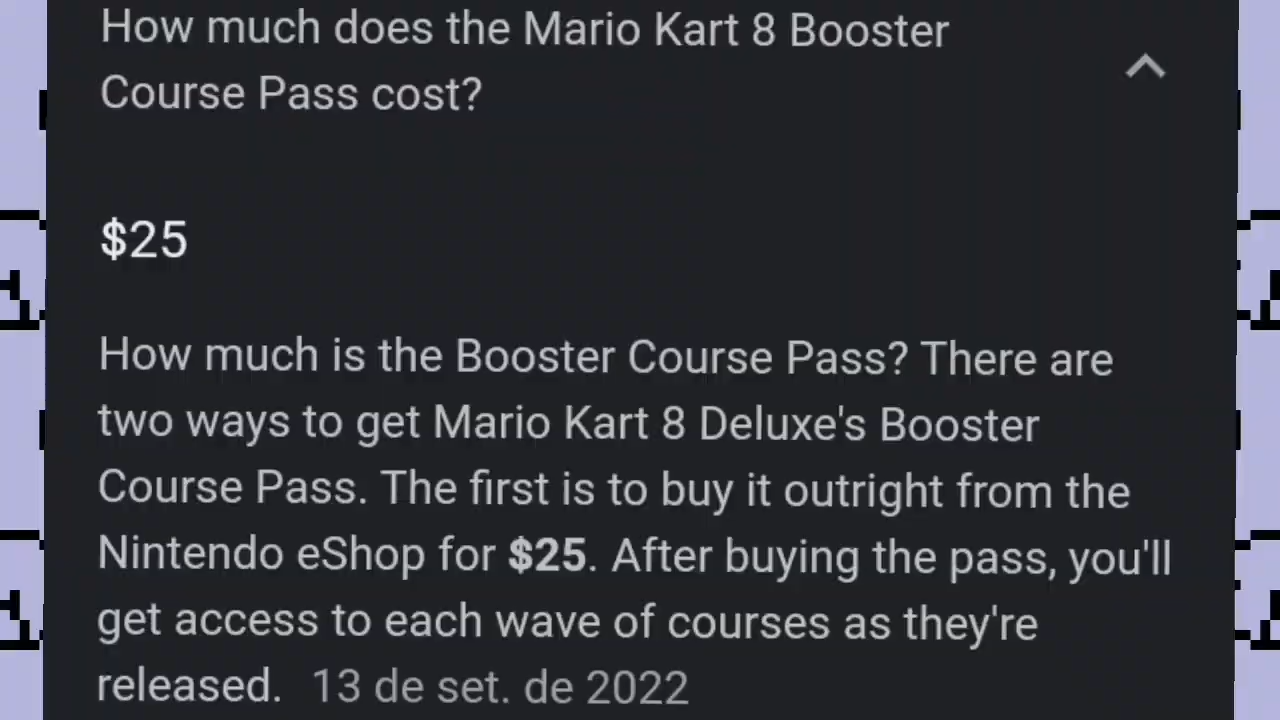 How much does the Mario Kart 8 Booster
Course Pass cost?
$25
How much is the Booster Course Pass? There are
two ways to get Mario Kart 8 Deluxe's Booster
Course Pass. The first is to buy it outright from the
Nintendo eShop for $25. After buying the pass, you'll
get access to each wave of courses as they're
released. 13 de set. de 2022